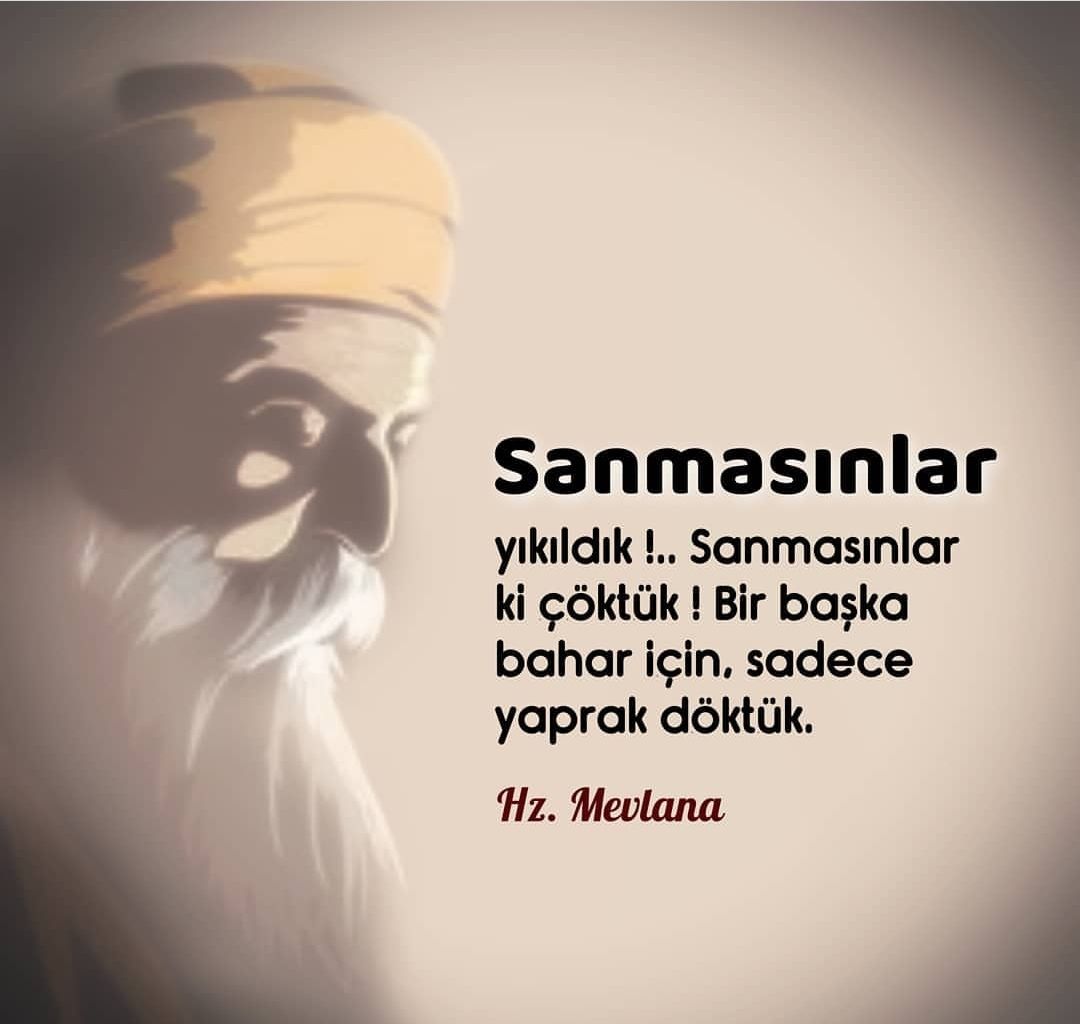 Sanmasınlar
yıkıldık !.. Sanmasınlar
ki çöktük ! Bir başka
bahar için, sadece
yaprak döktük.
Hz. Mevlana